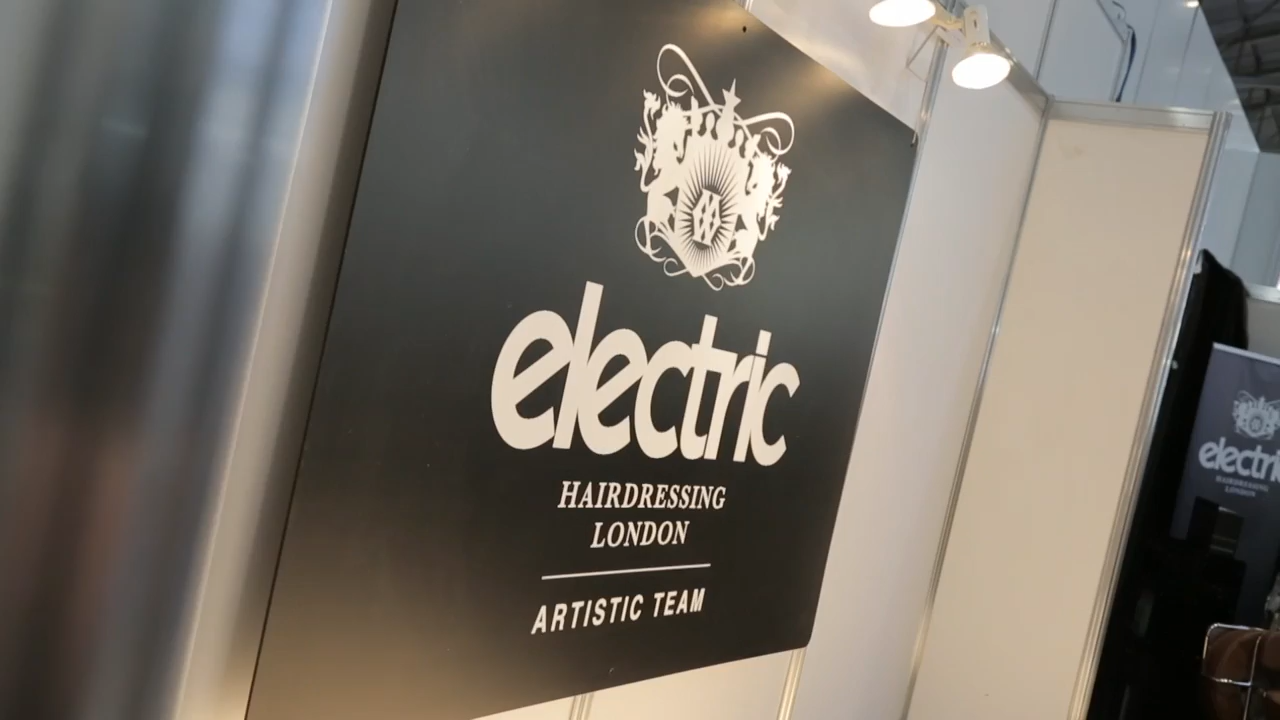 electric
HAIRDRESSING
LONDON
ARTISTIC TEAM
electric
HAIRDRESSING
LONDON